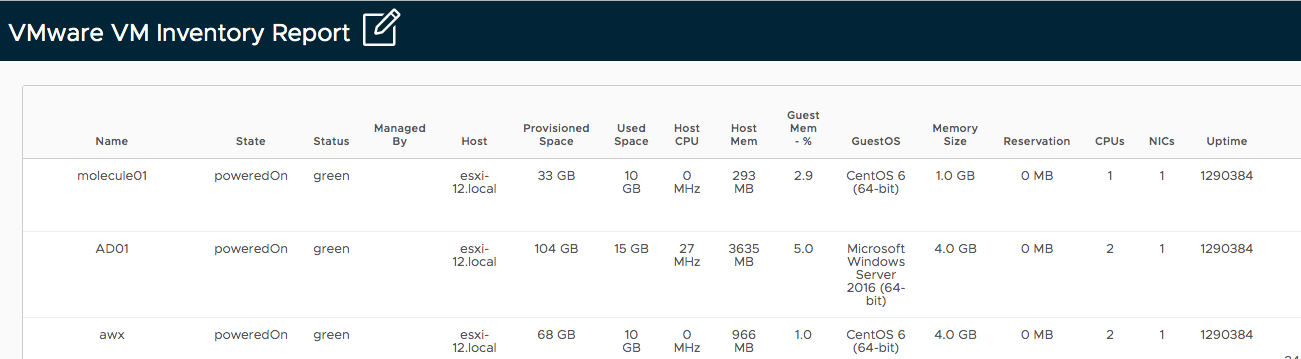 VMware VM Inventory Report
Name State Status Managed By Host Provisioned Space Used Space Host CPU Host Mem Guest Mem - % GuestOS Memory Size Reservation CPUs NICs Uptime
molecule01 poweredOn green esxi-12.local 33 GB 10 GB 0 MHz 293 MB 2.9 CentOS 6 (64-bit) 1.0 GB 0 MB 1 1 1290384
AD01 poweredOn green esxi-12.local 104 GB 15 GB 27 MHz 3635 MB 5.0 Microsoft Windows Server 2016 (64-bit) 4.0 GB 0 MB 2 1 1290384
awx poweredOn green esxi-12.local 68 GB 10 GB 0 MHz 966 MB 1.0 CentOS 6 (64-bit) 4.0 GB 0 MB 2 1 1290384